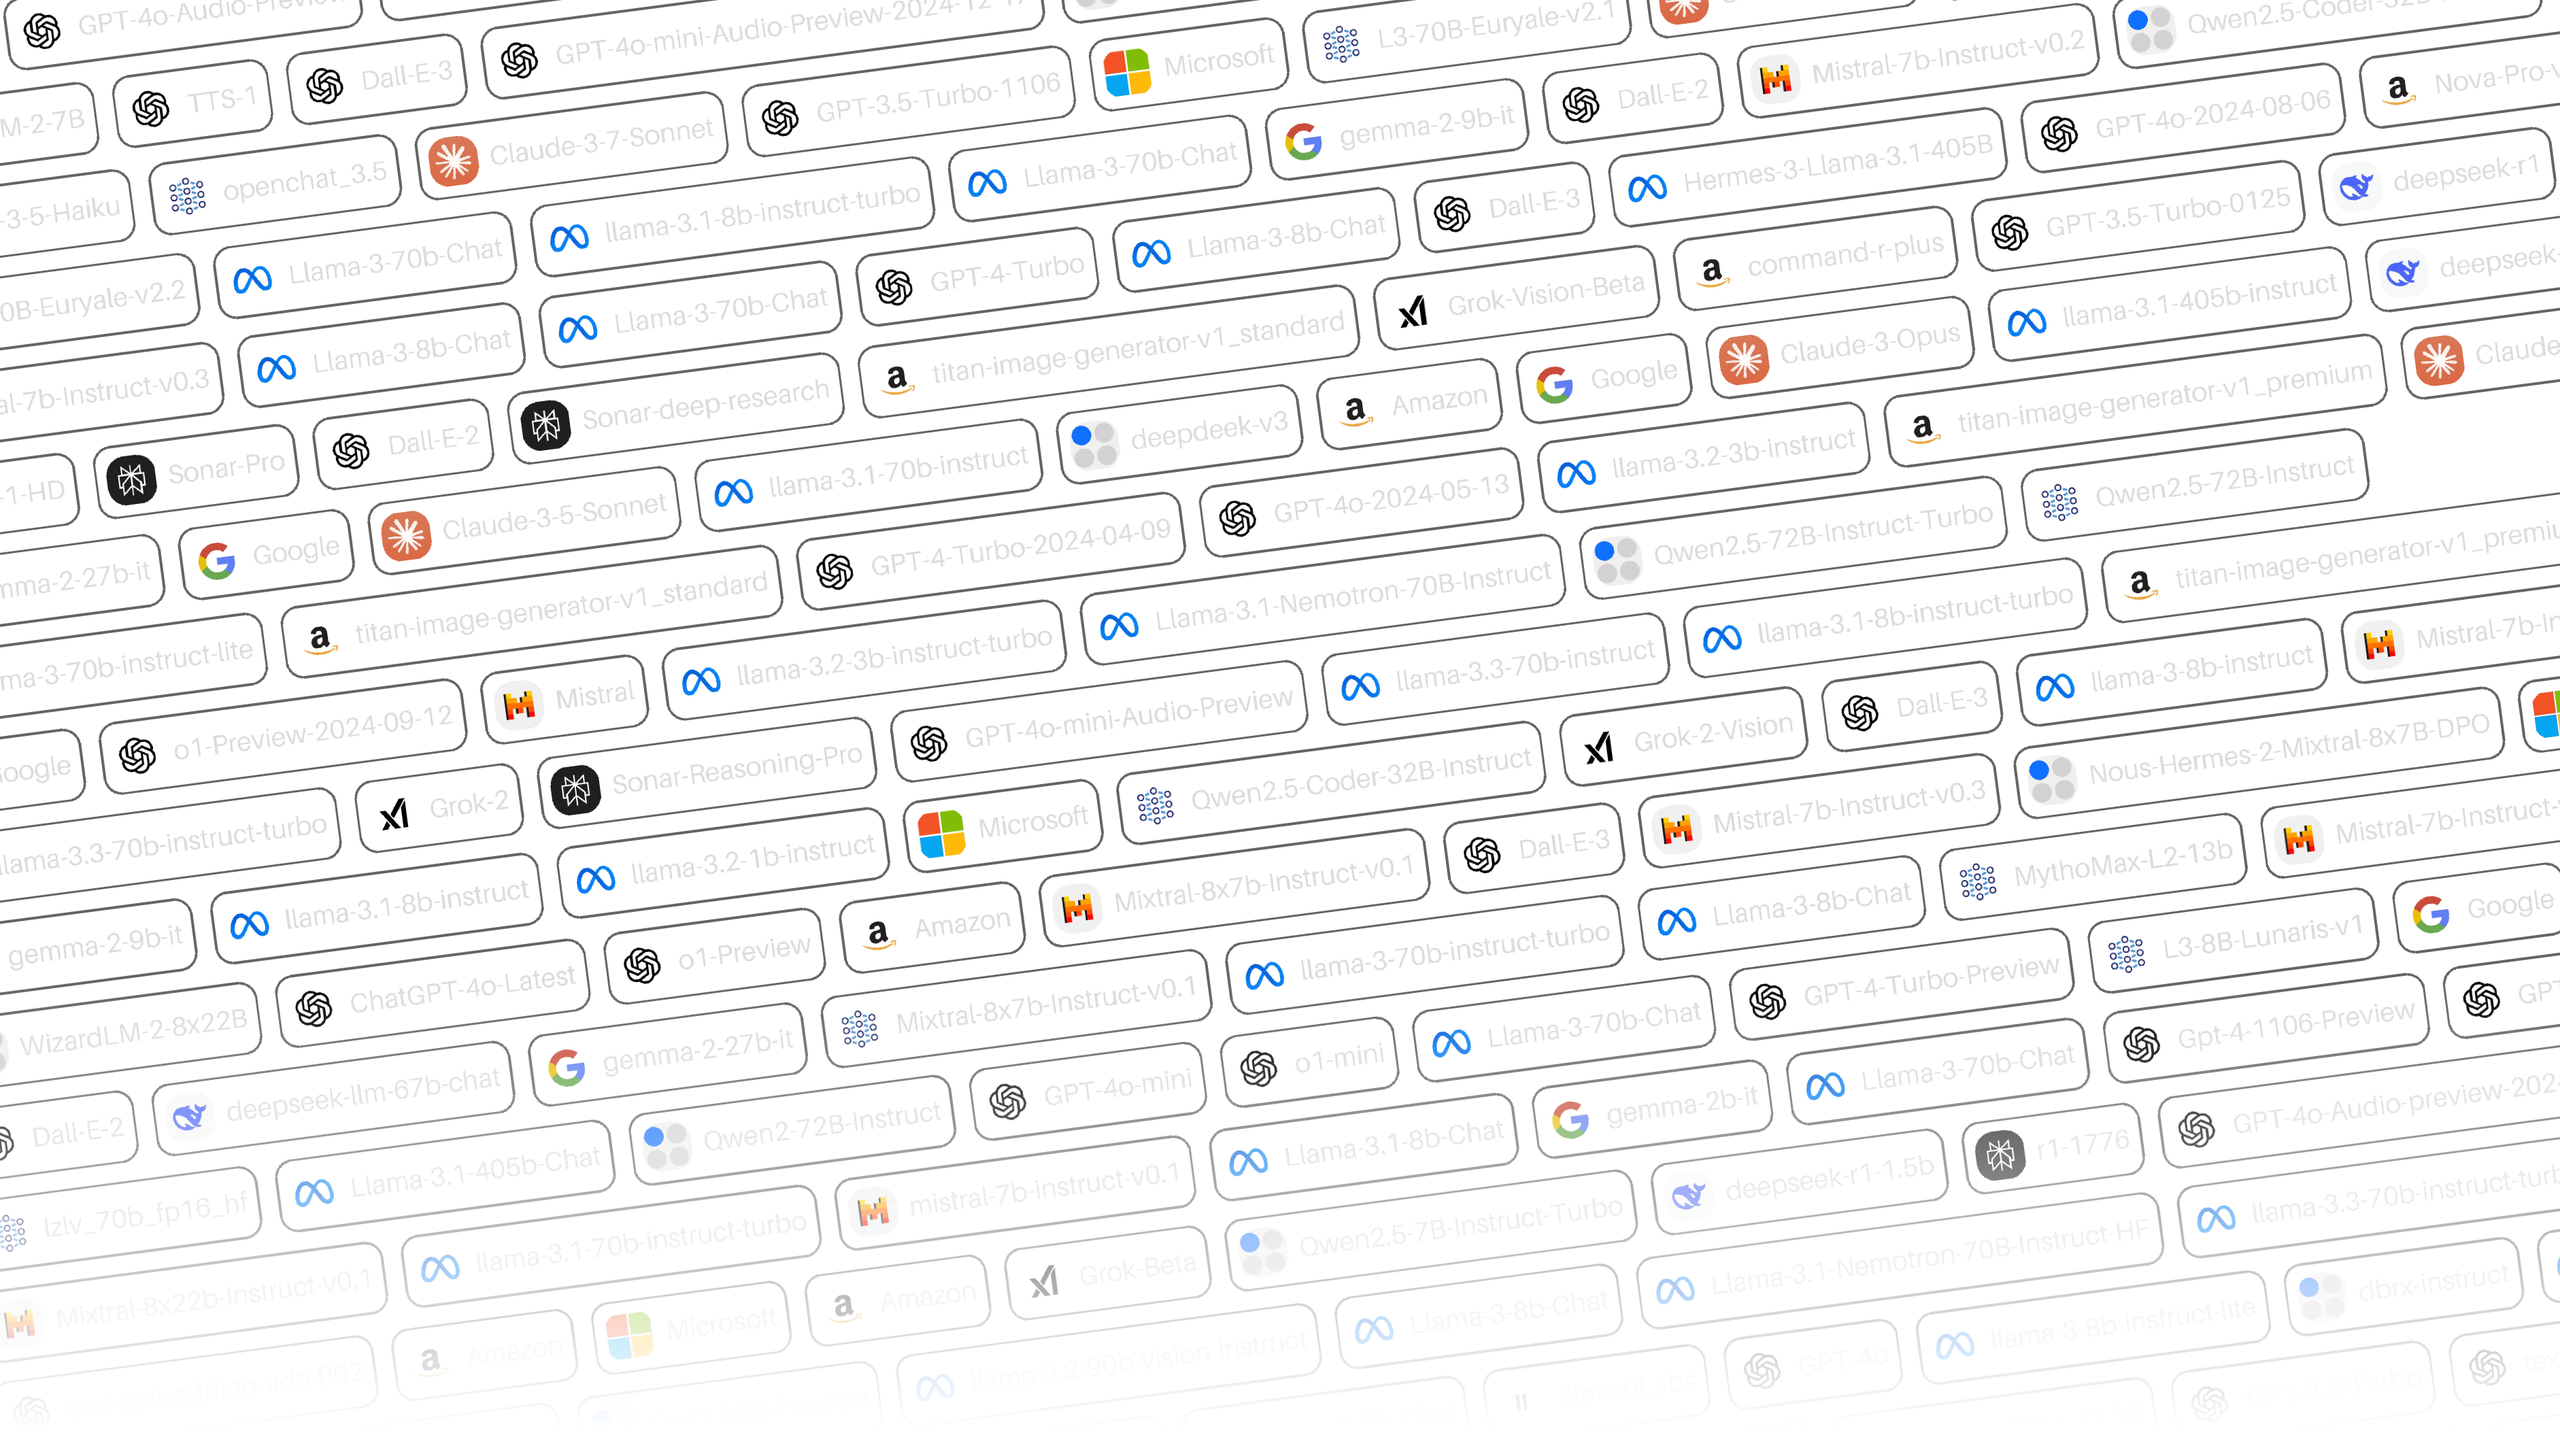 GPT-4o-Audio-Preview
GPT-4o-mini-Audio-Preview-2024-12-17
L3-70B-Euryale-v2.1
Qwen2.5-Coder-32B-
M-2-7B
TTS-1
Dall-E-3
GPT-3.5-Turbo-1106
Microsoft
Dall-E-2
Mistral-7b-Instruct-v0.2
Nova-Pro-v
-3-5-Haiku
openchat_3.5
Claude-3-7-Sonnet
Llama-3-70b-Chat
gemma-2-9b-it
Hermes-3-Llama-3.1-405B
GPT-4o-2024-08-06
0B-Euryale-v2.2
Llama-3-70b-Chat
llama-3.1-8b-instruct-turbo
Llama-3-8b-Chat
Dall-E-3
GPT-3.5-Turbo-0125
deepseek-r1
al-7b-Instruct-v0.3
Llama-3-8b-Chat
Llama-3-70b-Chat
GPT-4-Turbo
Grok-Vision-Beta
command-r-plus
deepseek-
-1-HD
Sonar-Pro
Dall-E-2
Sonar-deep-research
titan-image-generator-v1_standard
Google
Claude-3-Opus
llama-3.1-405b-instruct
Claude
mma-2-27b-it
Google
Claude-3-5-Sonnet
llama-3.1-70b-instruct
deepdeek-v3
Amazon
llama-3.2-3b-instruct
titan-image-generator-v1_premium
ma-3-70b-instruct-lite
titan-image-generator-v1_standard
GPT-4-Turbo-2024-04-09
GPT-4o-2024-05-13
Qwen2.5-72B-Instruct-Turbo
Qwen2.5-72B-Instruct
oogle
o1-Preview-2024-09-12
Mistral
llama-3.2-3b-instruct-turbo
Llama-3.1-Nemotron-70B-Instruct
llama-3.1-8b-instruct-turbo
titan-image-generator-v1_premiu
llama-3.3-70b-instruct-turbo
Grok-2
Sonar-Reasoning-Pro
GPT-4o-mini-Audio-Preview
llama-3.3-70b-instruct
Dall-E-3
llama-3-8b-instruct
Mistral-7b-In
gemma-2-9b-it
llama-3.1-8b-instruct
llama-3.2-1b-instruct
Microsoft
Qwen2.5-Coder-32B-Instruct
Grok-2-Vision
Nous-Hermes-2-Mixtral-8x7B-DPO
WizardLM-2-8x22B
ChatGPT-4o-Latest
o1-Preview
Amazon
Mixtral-8x7b-Instruct-v0.1
Dall-E-3
Mistral-7b-Instruct-v0.3
Mistral-7b-Instruct-
Dall-E-2
deepseek-llm-67b-chat
gemma-2-27b-it
Mixtral-8x7b-Instruct-v0.1
llama-3-70b-instruct-turbo
Llama-3-8b-Chat
MythoMax-L2-13b
Google
lzlv_70b_fp16_hf
Llama-3.1-405b-Chat
Qwen2-72B-Instruct
GPT-4o-mini
o1-mini
Llama-3-70b-Chat
GPT-4-Turbo-Preview
L3-8B-Lunaris-v1
GPT
Mixtral-8x22b-Instruct-v0.1
llama-3.1-70b-instruct-turbo
mistral-7b-instruct-v0.1
Llama-3.1-8b-Chat
gemma-2b-it
Llama-3-70b-Chat
Gpt-4-1106-Preview
text-embedding-ada-002
Amazon
Microsoft
Amazon
Grok-Beta
Qwen2.5-7B-Instruct-Turbo
deepseek-r1-1.5b
r1-1776
GPT-4o-Audio-preview-202
llama-3.2-90b-vision-instruct
Llama-3-8b-Chat
Llama-3.1-Nemotron-70B-Instruct-HF
llama-3.3-70b-instruct-turb
ElevanLabs
GPT-4o
llama-3-8b-instruct-lite
dbrx-instruct
GPT-3.5-Turbo
tex